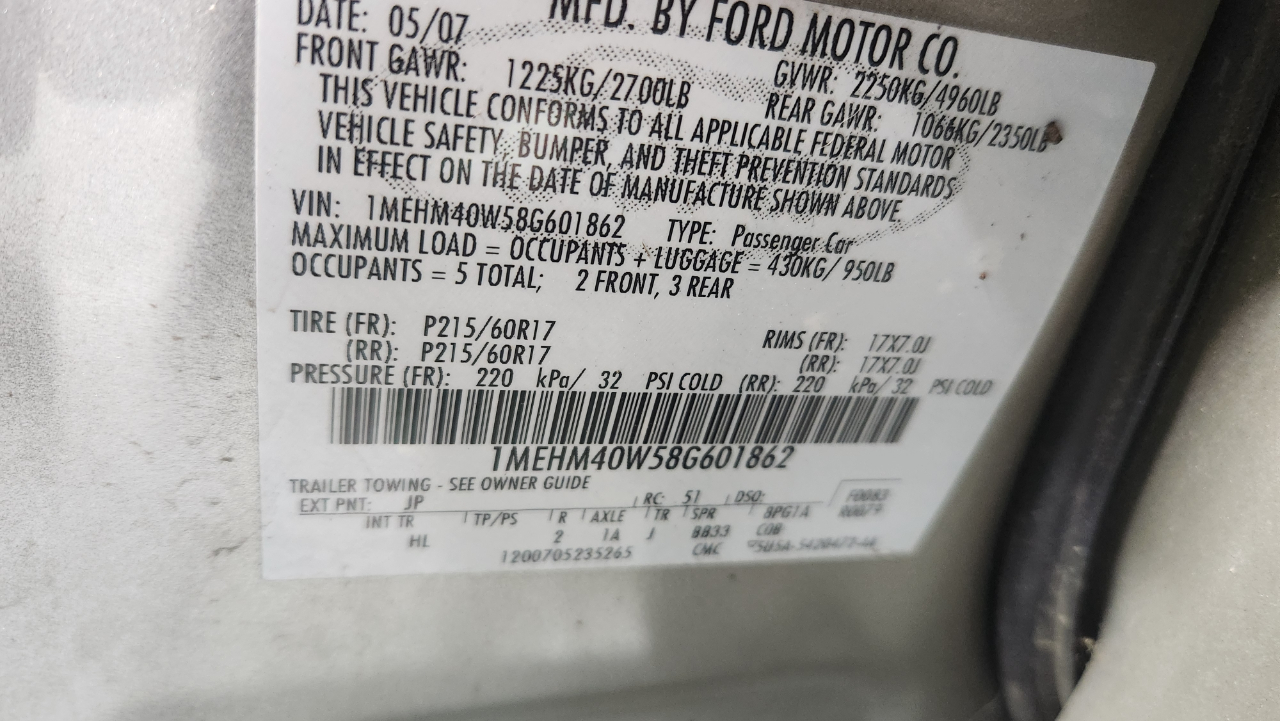 DATE: 05/07 MFD. BY FORD MOTOR CO.
FRONT GAWR: 1225KG/2700LB GVWR: 2250KG/4960LB
REAR GAWR: 1066KG/2350LB
THIS VEHICLE CONFORMS TO ALL APPLICABLE FEDERAL MOTOR
VEHICLE SAFETY, BUMPER, AND THEFT PREVENTION STANDARDS
IN EFFECT ON THE DATE OF MANUFACTURE SHOWN ABOVE.
VIN: 1MEHM40W58G601862 TYPE: Passenger Car
MAXIMUM LOAD = OCCUPANTS + LUGGAGE = 430KG/ 950LB
OCCUPANTS = 5 TOTAL; 2 FRONT, 3 REAR
TIRE (FR): P215/60R17 RIMS (FR): 17X7.0J
(RR): P215/60R17 (RR): 17X7.0J
PRESSURE (FR): 220 kPa/ 32 PSI COLD (RR): 220 kPa/ 32 PSI COLD
1MEHM40W58G601862
TRAILER TOWING - SEE OWNER GUIDE
EXT PNT: JP RC: 51 DSO:
INT TR TP/PS R AXLE TR SPR 8PG1A
HL 2 1A J 8833
1200705235265 CMC